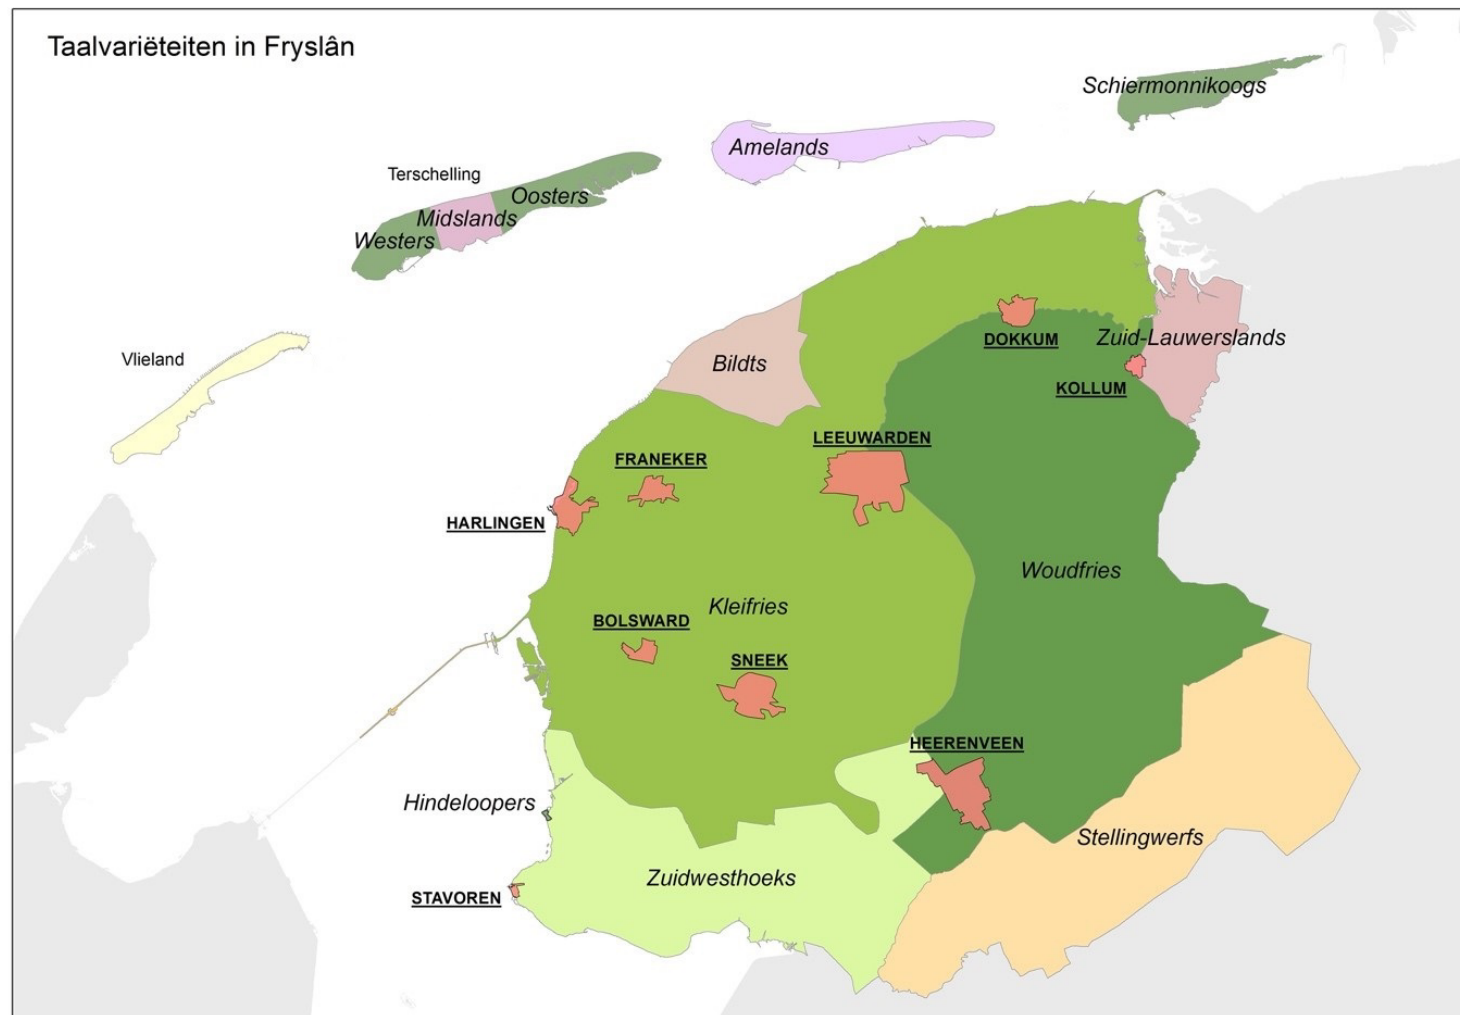 Taalvariëteiten in Fryslân
Schiermonnikoogs
Amelands
Terschelling
Oosters
Midslands
Westers
Vlieland
Zuid-Lauwerslands
DOKKUM
Bildts
KOLLUM
LEEUWARDEN
FRANEKER
HARLINGEN
Woudfries
Kleifries
BOLSWARD
SNEEK
HEERENVEEN
Hindeloopers
Stellingwerfs
Zuidwesthoeks
STAVOREN